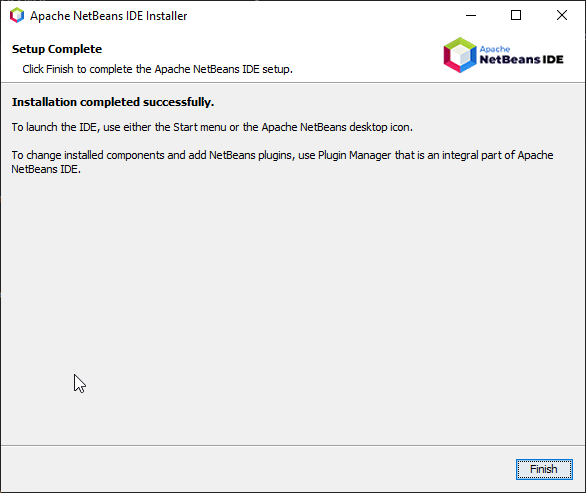 Apache NetBeans IDE Installer
Setup Complete
Click Finish to complete the Apache NetBeans IDE setup.
Apache
NetBeans IDE
Installation completed successfully.
To launch the IDE, use either the Start menu or the Apache NetBeans desktop icon.
To change installed components and add NetBeans plugins, use Plugin Manager that is an integral part of Apache
NetBeans IDE.
Finish